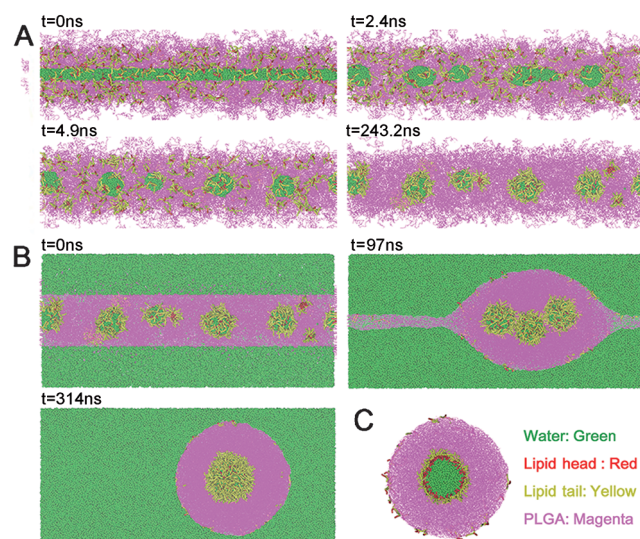 A
t=0ns
t=2.4ns
t=4.9ns
t=243.2ns
B
t=0ns
t=97ns
t=314ns
C
Water: Green
Lipid head : Red
Lipid tail: Yellow
PLGA: Magenta